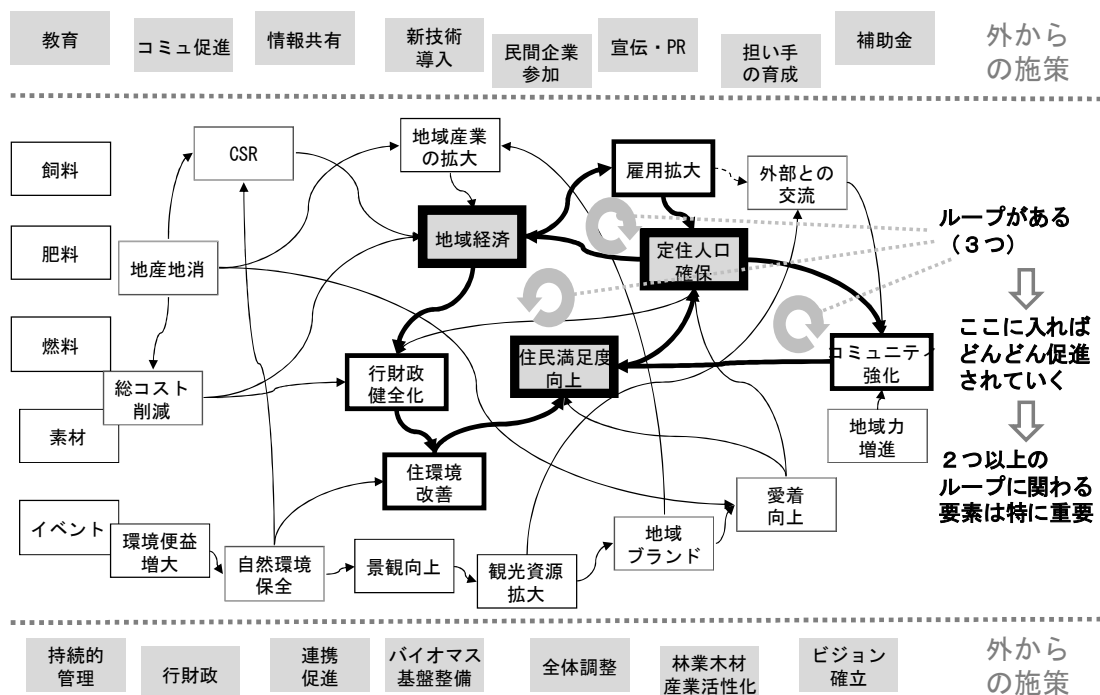 教育
コミュ促進
情報共有
新技術
導入
民間企業
参加
宣伝・PR
担い手
の育成
補助金
外から
の施策
飼料
肥料
燃料
素材
イベント
CSR
地域産業
の拡大
雇用拡大
外部との
交流
地域経済
定住人口
確保
地産地消
総コスト
削減
行財政
健全化
住民満足度
向上
コミュニティ
強化
地域力
増進
住環境
改善
愛着
向上
環境便益
増大
自然環境
保全
景観向上
観光資源
拡大
地域
ブランド
ループがある
（３つ）
ここに入れば
どんどん促進
されていく
２つ以上の
ループに関わる
要素は特に重要
持続的
管理
行財政
連携
促進
バイオマス
基盤整備
全体調整
林業木材
産業活性化
ビジョン
確立
外から
の施策